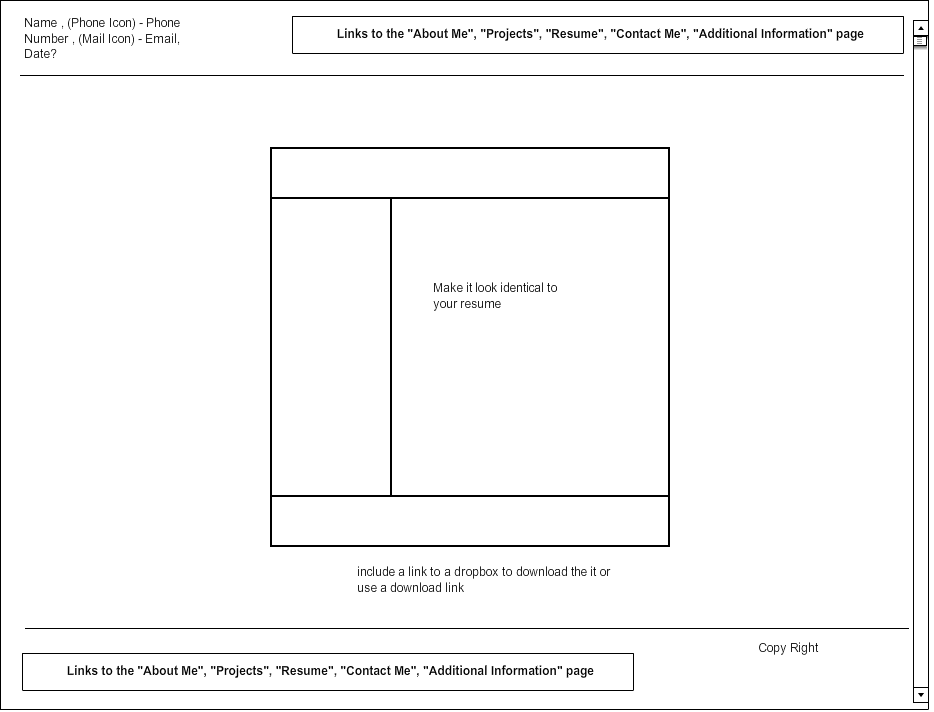 Name , (Phone Icon) - Phone
Number , (Mail Icon) - Email,
Date?
Links to the "About Me", "Projects", "Resume", "Contact Me", "Additional Information" page
Make it look identical to
your resume
include a link to a dropbox to download the it or
use a download link
Copy Right
Links to the "About Me", "Projects", "Resume", "Contact Me", "Additional Information" page